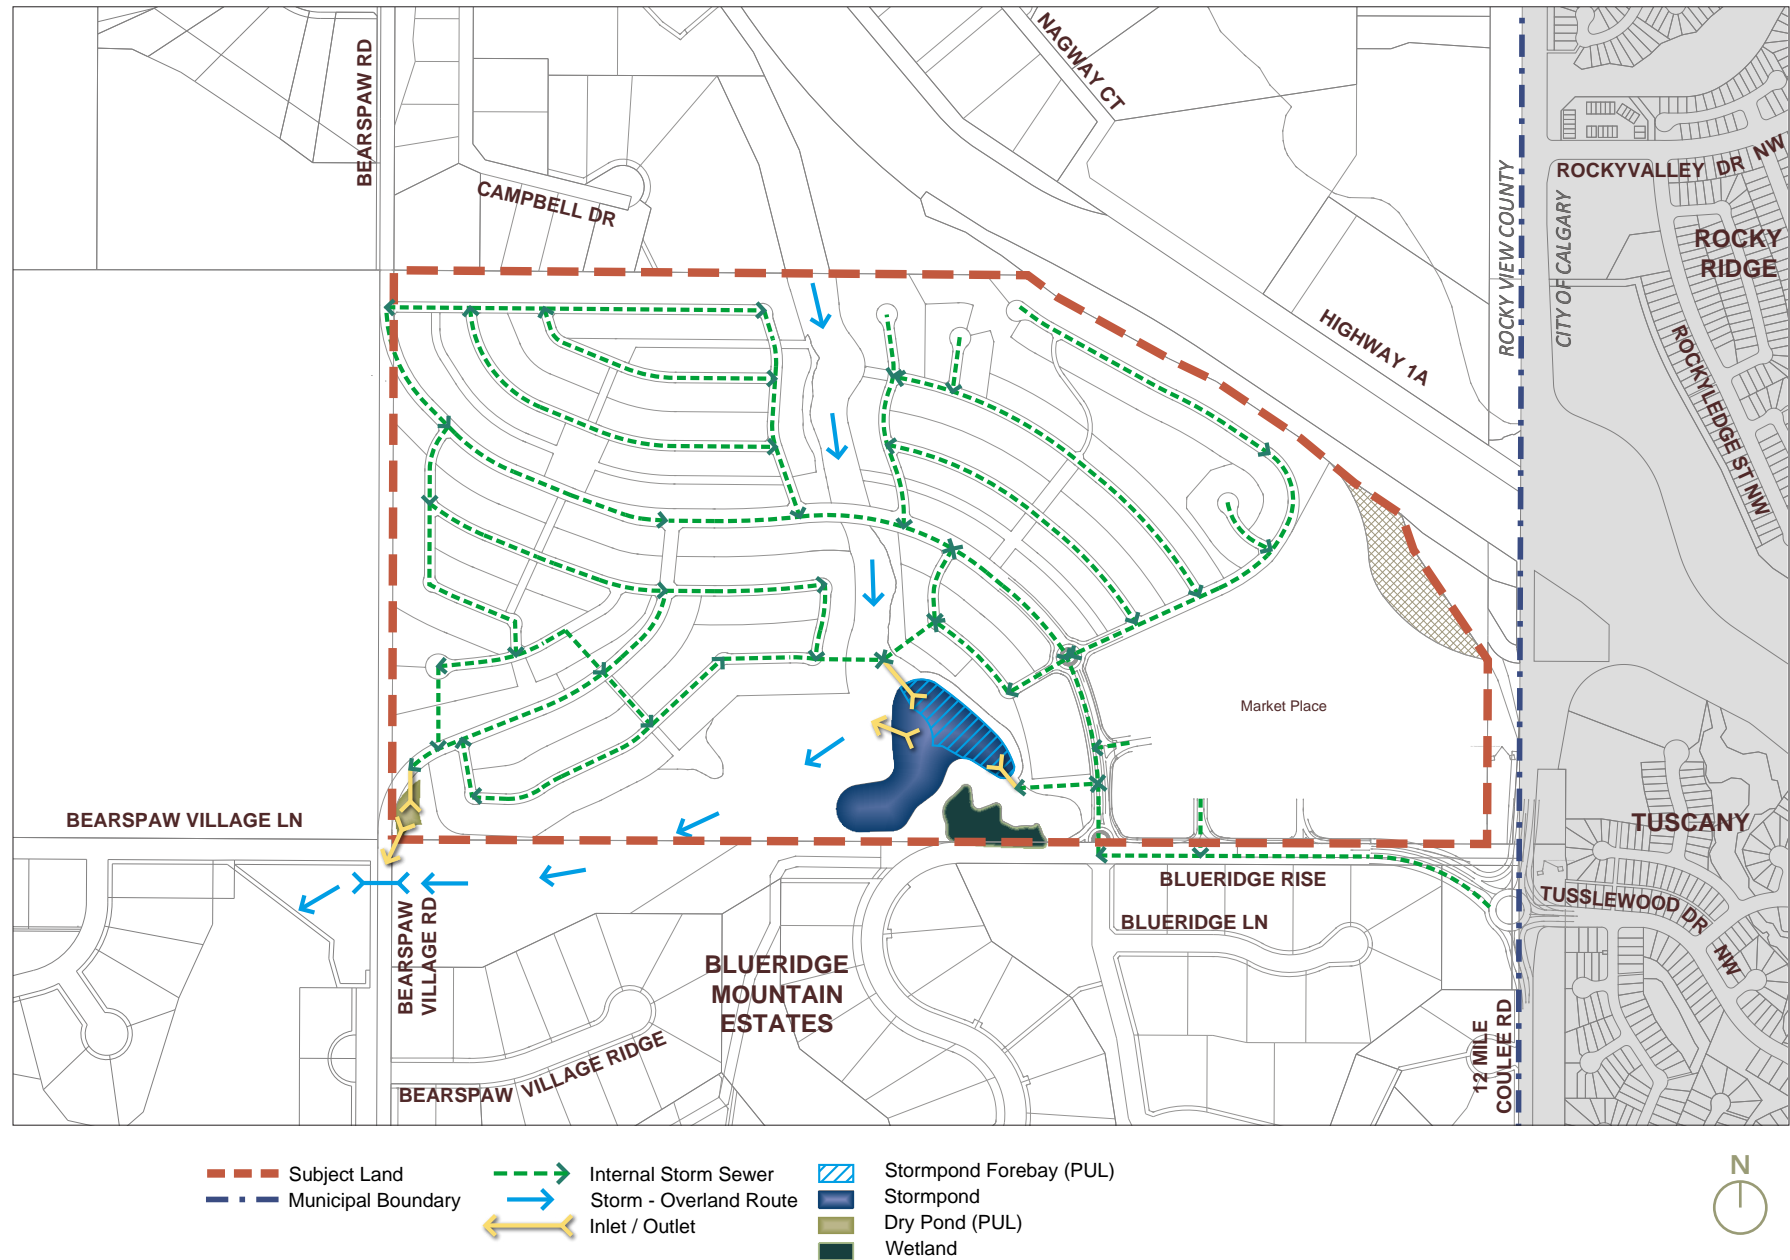 BEARSPAW RD
NAGWAY CT
CAMPBELL DR
ROCKY VIEW COUNTY
CITY OF CALGARY
ROCKYVALLEY DR NW
ROCKY
RIDGE
HIGHWAY 1A
ROCKYLEDGE ST NW
Market Place
BEARSPAW VILLAGE LN
TUSCANY
BLUERIDGE RISE
TUSSLEWOOD DR NW
BLUERIDGE LN
BEARSPAW
VILLAGE RD
BLUERIDGE
MOUNTAIN
ESTATES
BEARSPAW VILLAGE RIDGE
12 MILE
COULEE RD
Subject Land
Municipal Boundary
Internal Storm Sewer
Storm - Overland Route
Inlet / Outlet
Stormpond Forebay (PUL)
Stormpond
Dry Pond (PUL)
Wetland
N